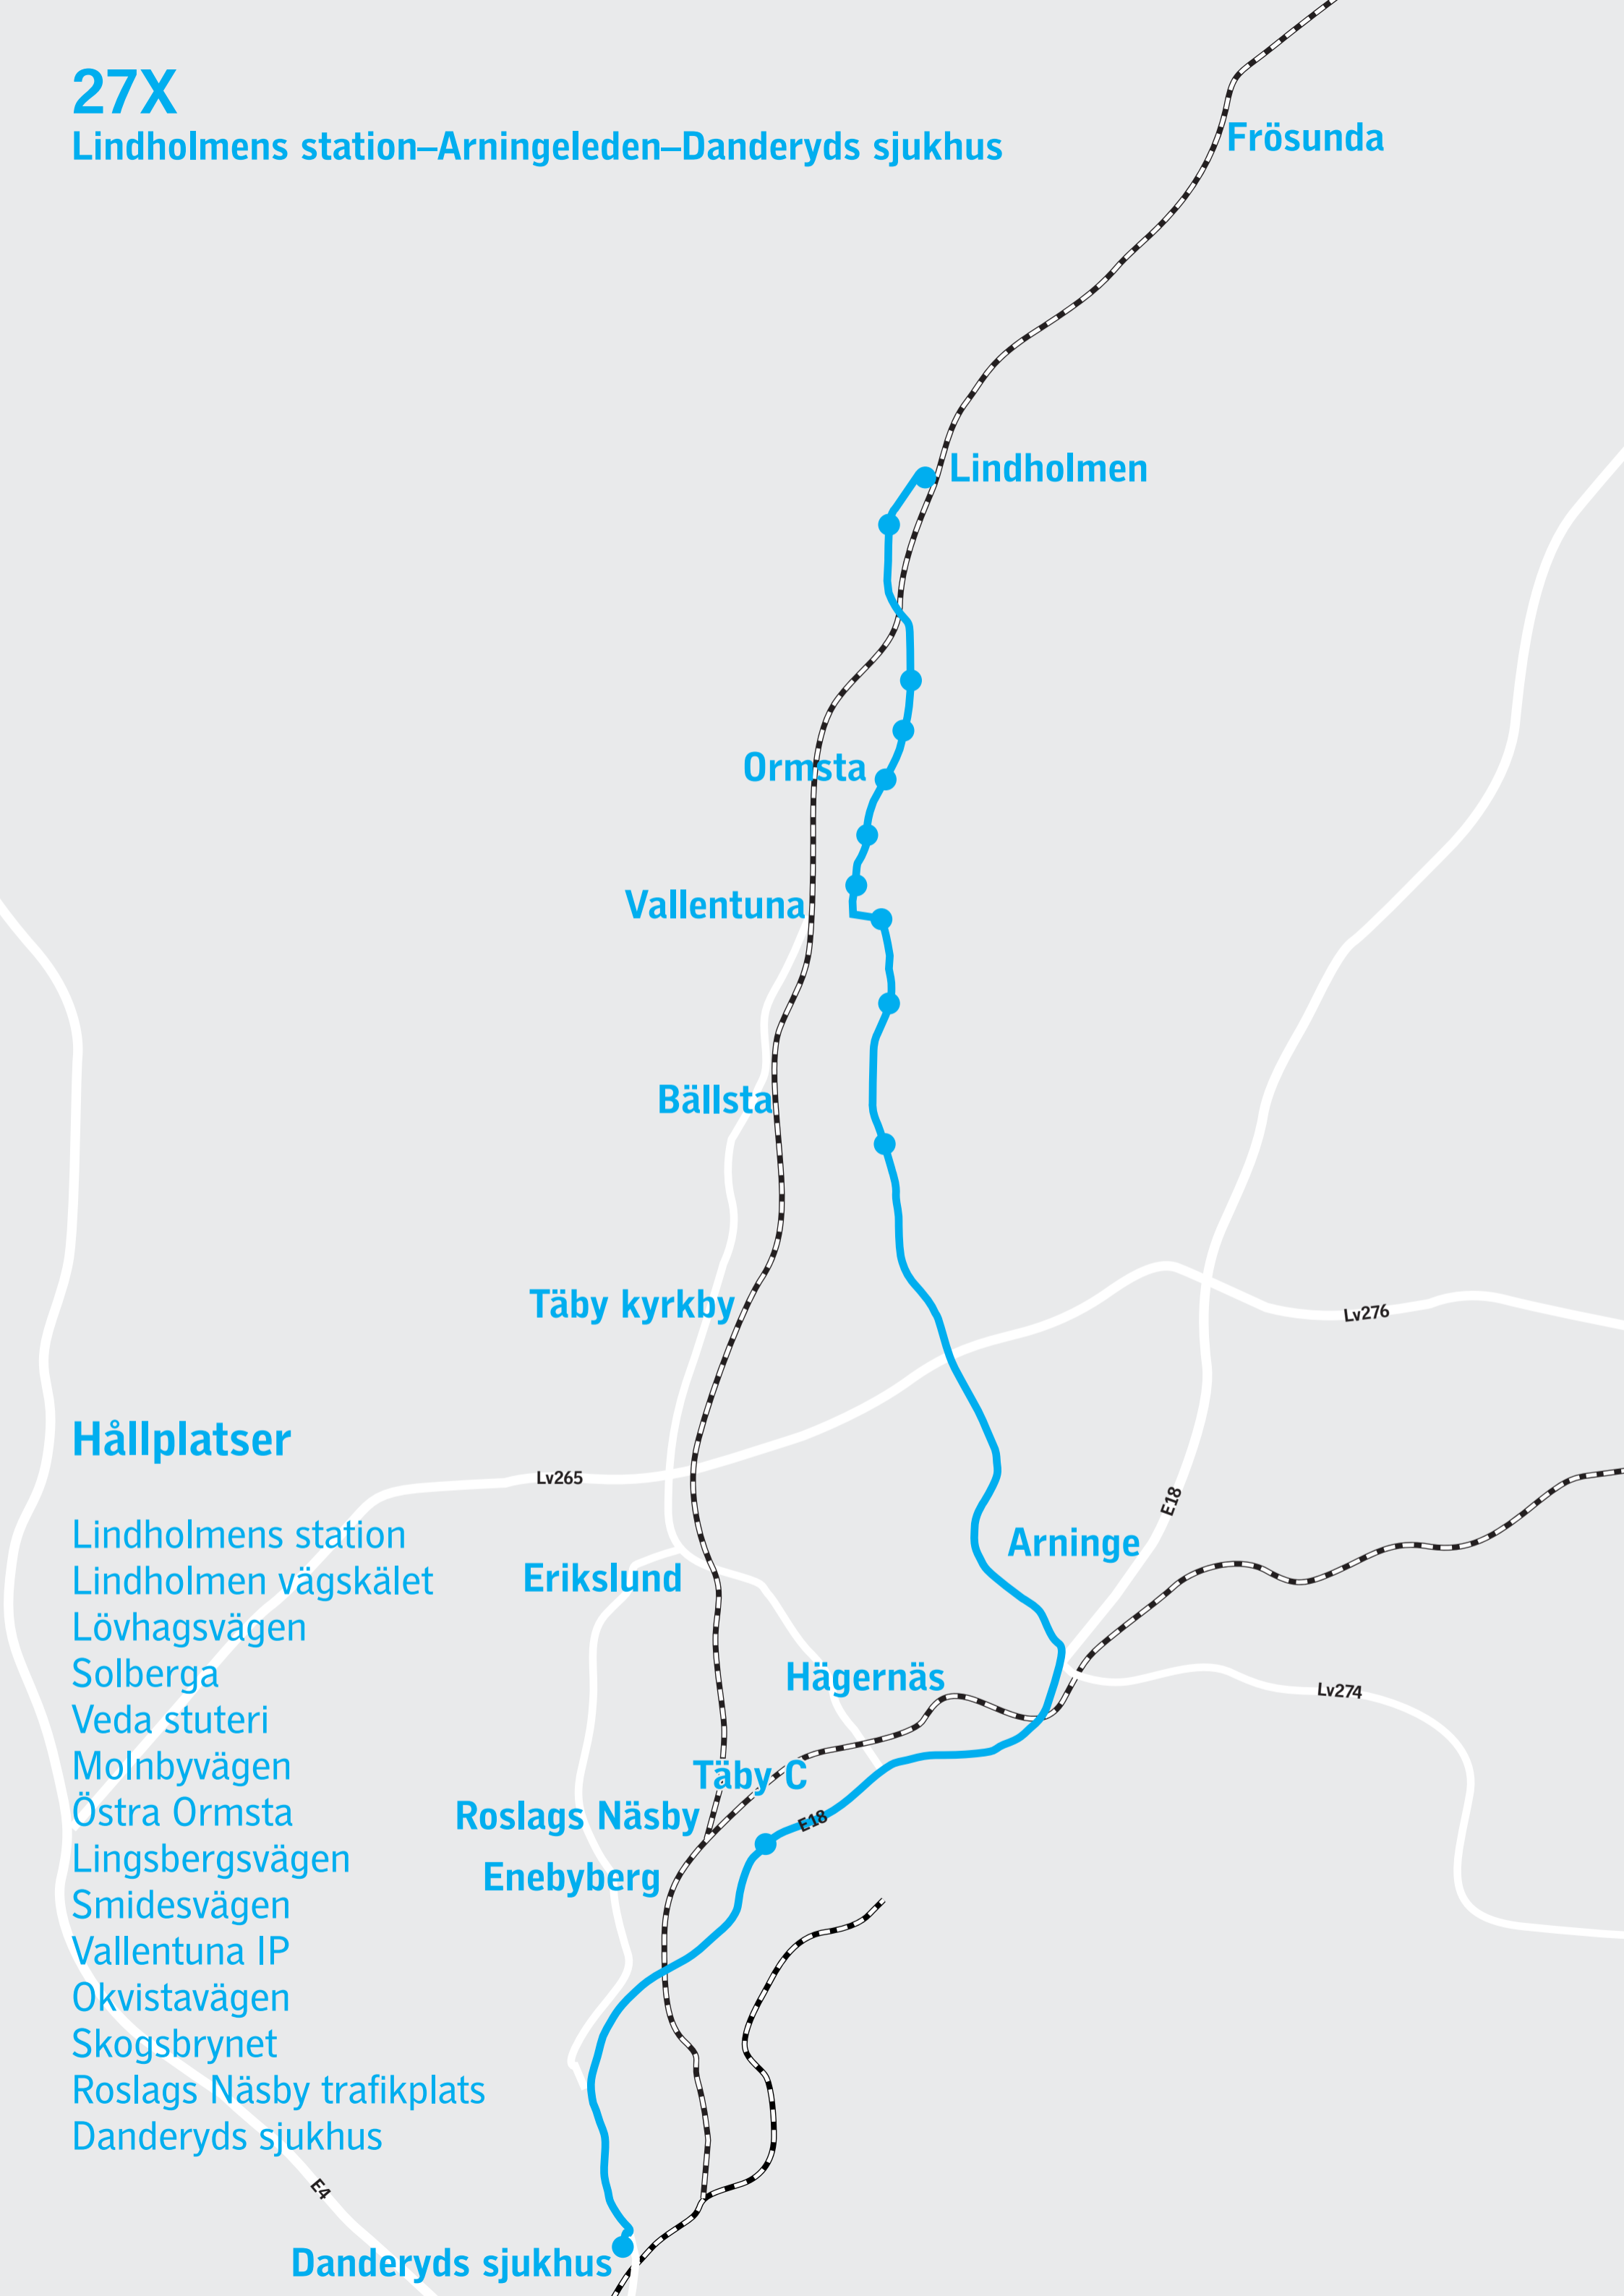 27X
Lindholmens station–Arningeleden–Danderyds sjukhus
Frösunda
Lindholmen
Ormsta
Vallentuna
Bällsta
Täby kyrkby
Lv276
Hållplatser
Lv265
E18
Lindholmens station
Arninge
Lindholmen vägskälet
Erikslund
Lövhagsvägen
Solberga
Hägernäs
Lv274
Veda stuteri
Molnbyvägen
Täby C
Östra Ormsta
Roslags Näsby
E18
Lingsbergsvägen
Enebyberg
Smidesvägen
Vallentuna IP
Okvistavägen
Skogsbrynet
Roslags Näsby trafikplats
Danderyds sjukhus
E4
Danderyds sjukhus